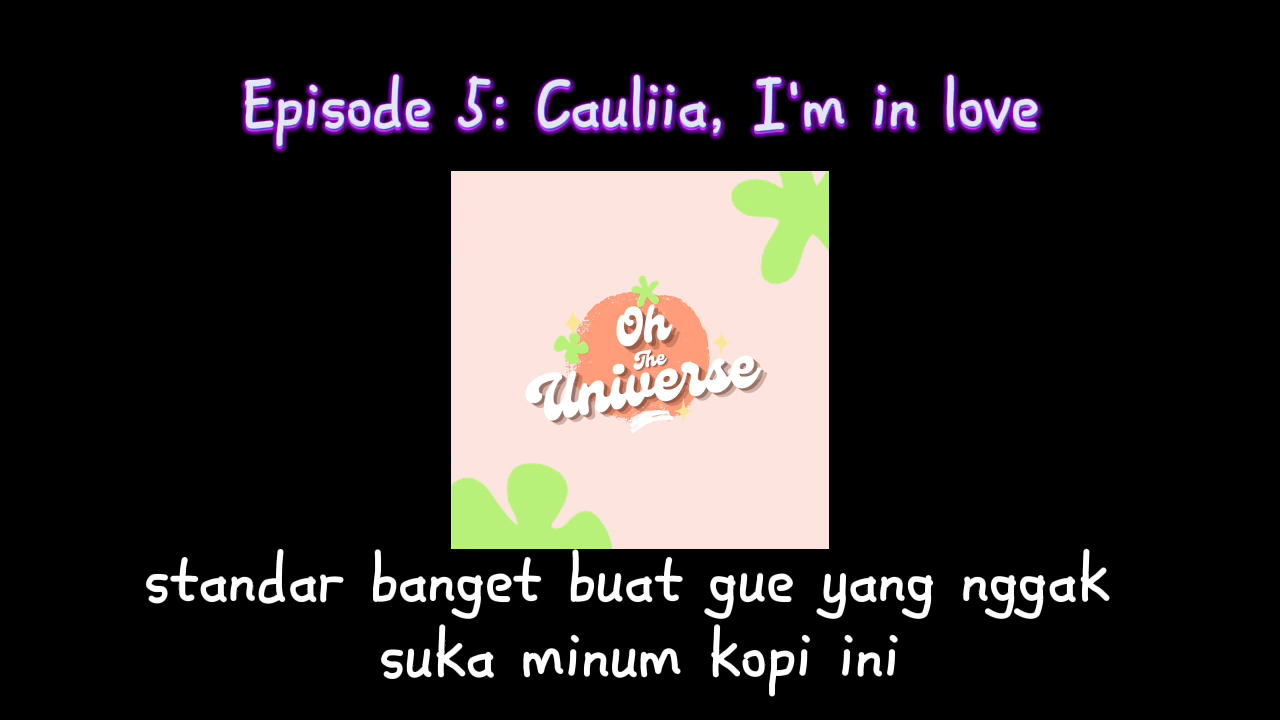 Episode 5: Cauliia, I'm in love
Oh
The
Universe
standar banget buat gue yang nggak
suka minum kopi ini